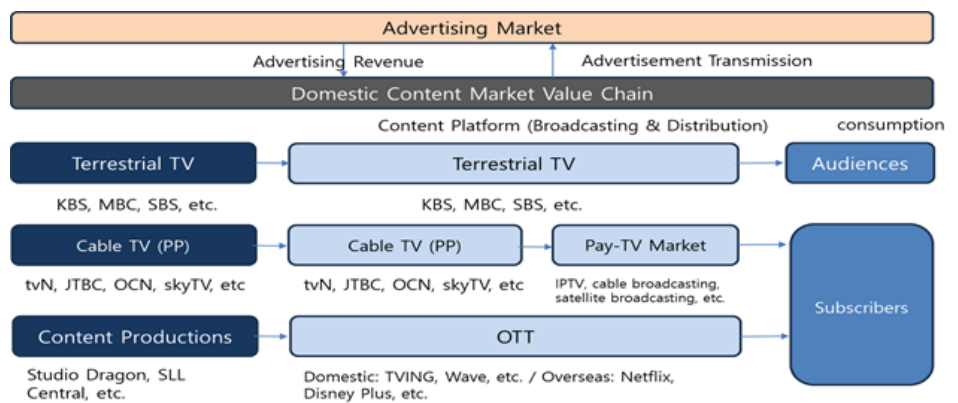 Advertising Market
Advertising Revenue
Advertisement Transmission
Domestic Content Market Value Chain
Content Platform (Broadcasting & Distribution)
consumption
Terrestrial TV
Terrestrial TV
Audiences
KBS, MBC, SBS, etc.
KBS, MBC, SBS, etc.
Cable TV (PP)
Cable TV (PP)
Pay-TV Market
tvN, JTBC, OCN, skyTV, etc
tvN, JTBC, OCN, skyTV, etc
IPTV, cable broadcasting,
satellite broadcasting, etc.
Subscribers
Content Productions
OTT
Studio Dragon, SLL
Central, etc.
Domestic: TVING, Wave, etc. / Overseas: Netflix,
Disney Plus, etc.